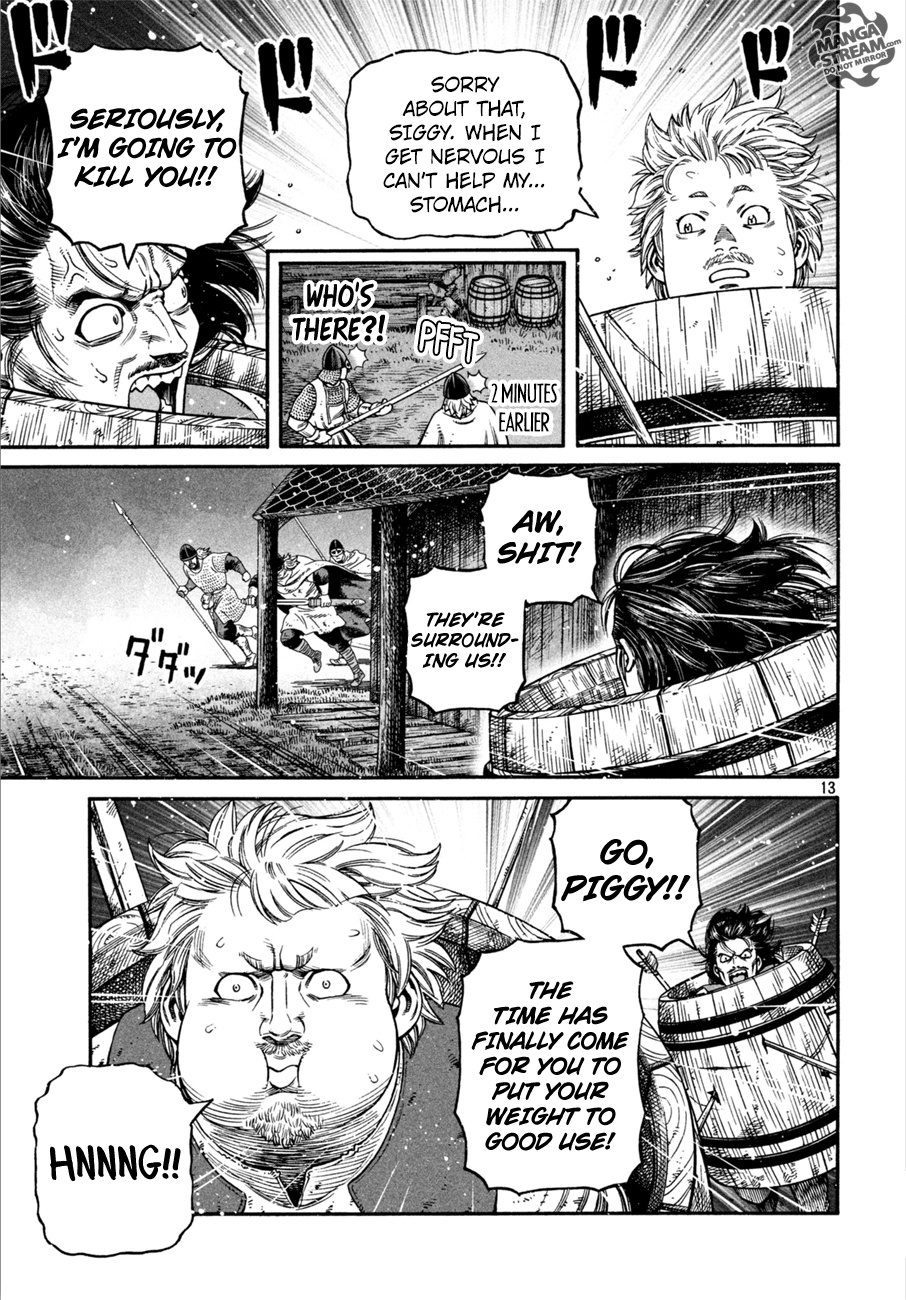 MANGA
STREAM.com
DO NOT MIRROR
ド
ド
ド
ド
SORRY
ABOUT THAT,
SIGGY. WHEN I
GET NERVOUS I
CAN'T HELP MY...
STOMACH...
2 MINUTES
EARLIER
PFFT
WHO'S
THERE?!
SERIOUSLY,
I'M GOING TO
KILL YOU!!
AW,
SHIT!
THEY'RE
SURROUND-
ING US!!
ダダダッ
13
GO,
PIGGY!!
THE
TIME HAS
FINALLY COME
FOR YOU TO
PUT YOUR
WEIGHT TO
GOOD USE!
HNNNG!!